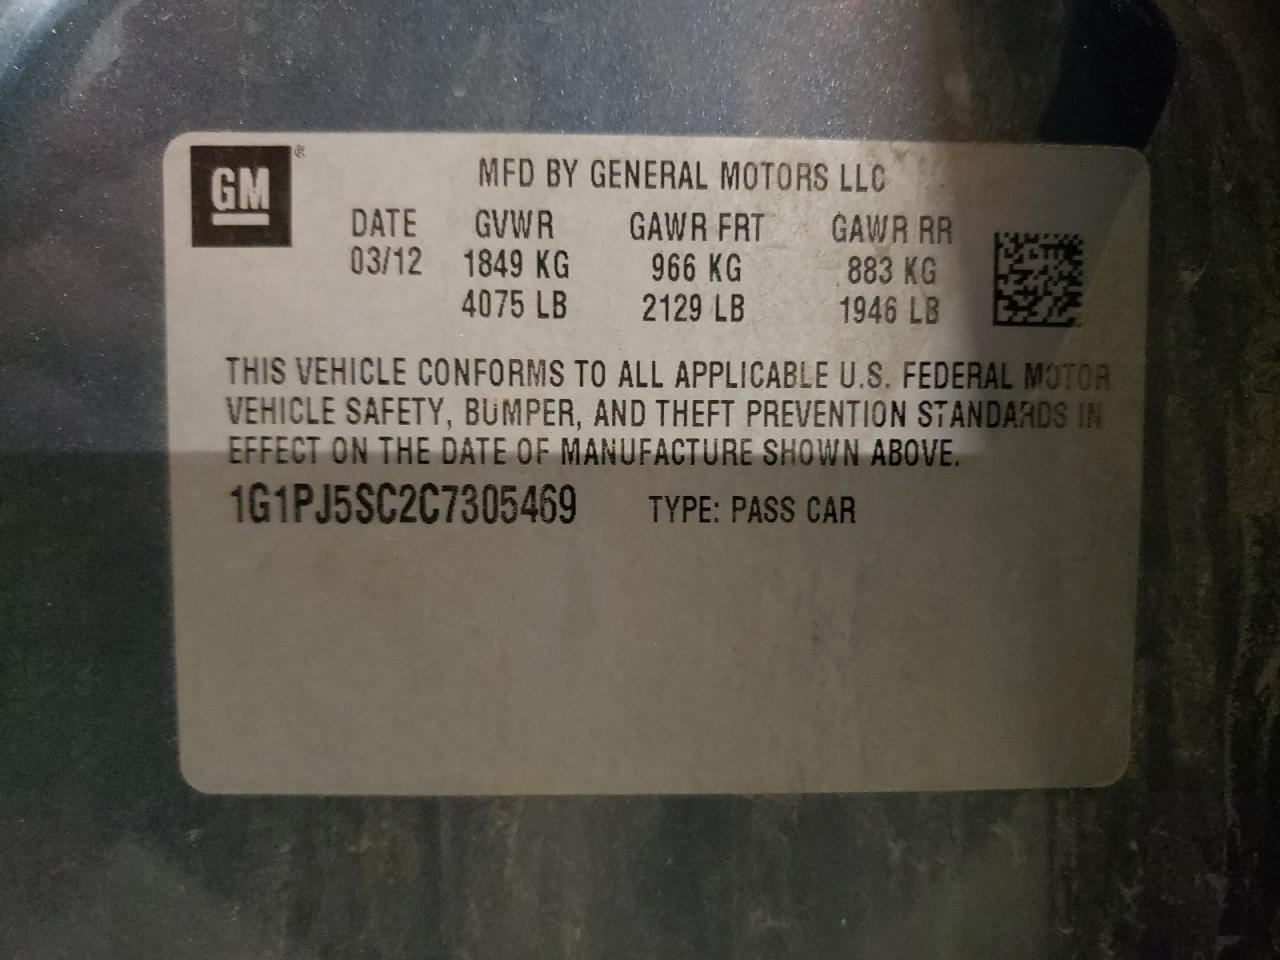 GM®
MFD BY GENERAL MOTORS LLC
DATE GVWR GAWR FRT GAWR RR
03/12 1849 KG 966 KG 883 KG
4075 LB 2129 LB 1946 LB
THIS VEHICLE CONFORMS TO ALL APPLICABLE U.S. FEDERAL MOTOR
VEHICLE SAFETY, BUMPER, AND THEFT PREVENTION STANDARDS IN
EFFECT ON THE DATE OF MANUFACTURE SHOWN ABOVE.
1G1PJ5SC2C7305469 TYPE: PASS CAR